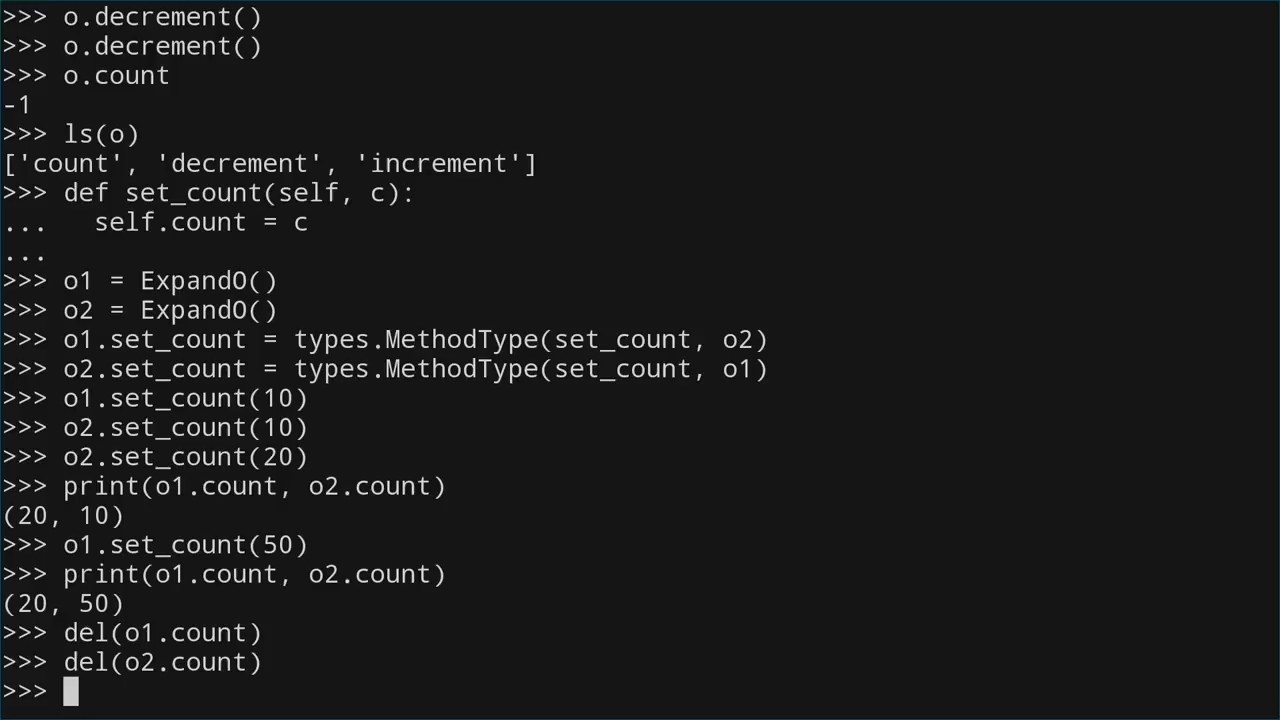 >>> o.decrement()
>>> o.decrement()
>>> o.count
-1
>>> ls(o)
['count', 'decrement', 'increment']
>>> def set_count(self, c):
...   self.count = c
...
>>> o1 = ExpandO()
>>> o2 = ExpandO()
>>> o1.set_count = types.MethodType(set_count, o2)
>>> o2.set_count = types.MethodType(set_count, o1)
>>> o1.set_count(10)
>>> o2.set_count(10)
>>> o2.set_count(20)
>>> print(o1.count, o2.count)
(20, 10)
>>> o1.set_count(50)
>>> print(o1.count, o2.count)
(20, 50)
>>> del(o1.count)
>>> del(o2.count)
>>>